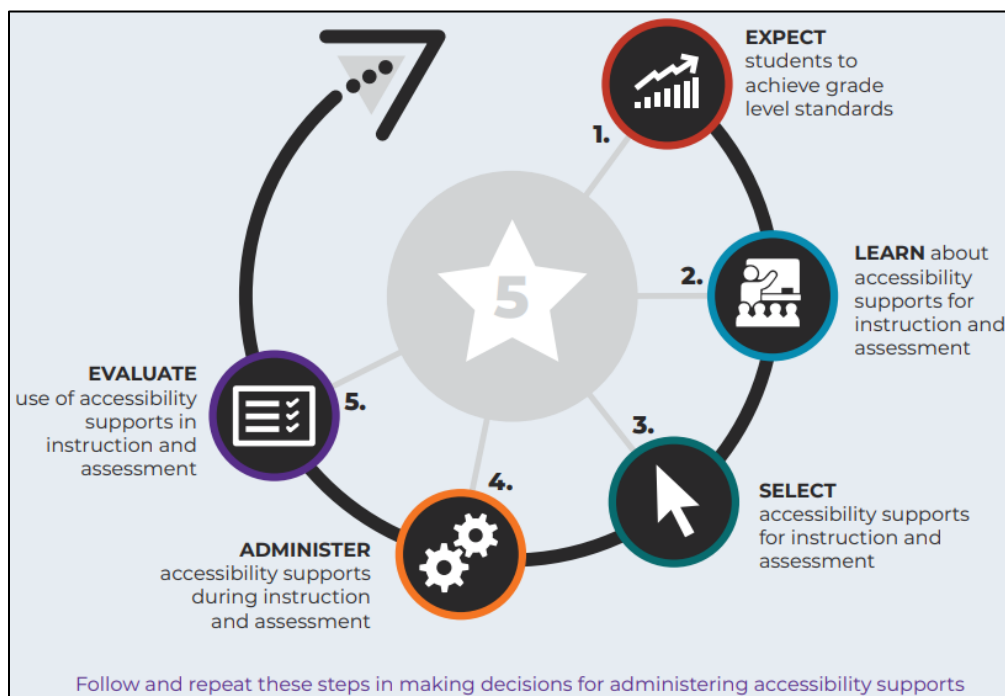 EXPECT
students to
achieve grade
level standards
1.
2.
LEARN about
accessibility
supports for
instruction and
assessment
5
3.
SELECT
accessibility supports
for instruction and
assessment
4.
ADMINISTER
accessibility supports
during instruction
and assessment
5.
EVALUATE
use of accessibility
supports in
instruction and
assessment
Follow and repeat these steps in making decisions for administering accessibility supports